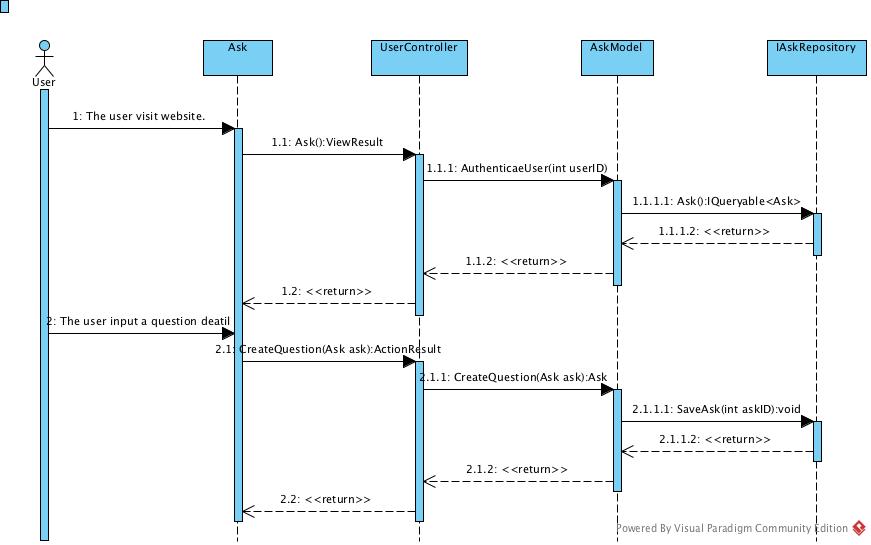 Ask
UserController
AskModel
IAskRepository
User
1: The user visit website.
1.1: Ask():ViewResult
1.1.1: AuthenticaeUser(int userID)
1.1.1.1: Ask():IQueryable<Ask>
1.1.1.2: <<return>>
1.1.2: <<return>>
1.2: <<return>>
2: The user input a question deatil
2.1: CreateQuestion(Ask ask):ActionResult
2.1.1: CreateQuestion(Ask ask):Ask
2.1.1.1: SaveAsk(int askID):void
2.1.1.2: <<return>>
2.1.2: <<return>>
2.2: <<return>>
Powered By Visual Paradigm Community Edition